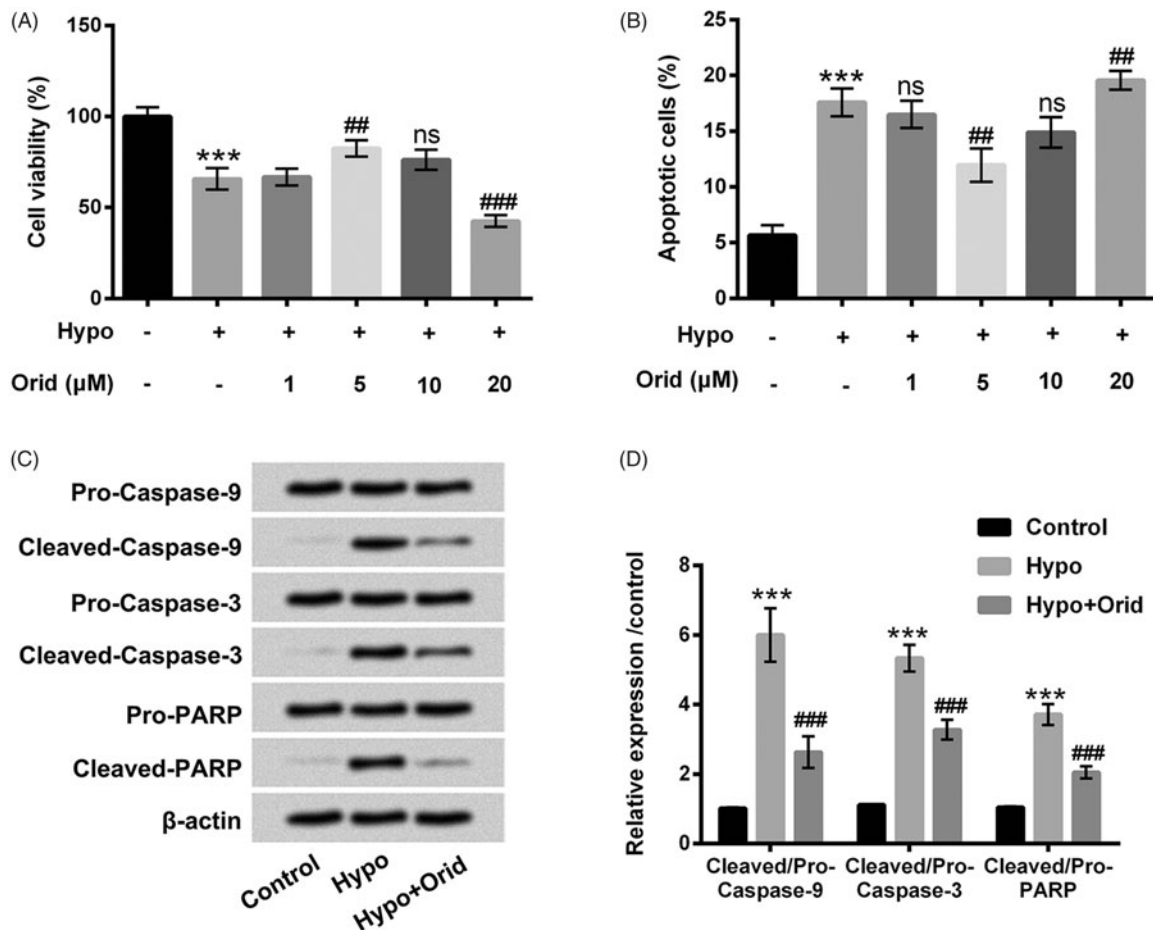 (A)
Cell viability (%)
150
100
50
0
***
##
ns
###
Hypo - + + + + +
Orid (µM) - - 1 5 10 20
(B)
Apoptotic cells (%)
25
20
15
10
5
0
***
ns
##
ns
##
Hypo - + + + + +
Orid (µM) - - 1 5 10 20
(C)
Pro-Caspase-9
Cleaved-Caspase-9
Pro-Caspase-3
Cleaved-Caspase-3
Pro-PARP
Cleaved-PARP
β-actin
Control
Hypo
Hypo+Orid
(D)
Control
Hypo
Hypo+Orid
Relative expression /control
8
6
4
2
0
***
###
***
###
***
###
Cleaved/Pro-
Caspase-9
Cleaved/Pro-
Caspase-3
Cleaved/Pro-
PARP